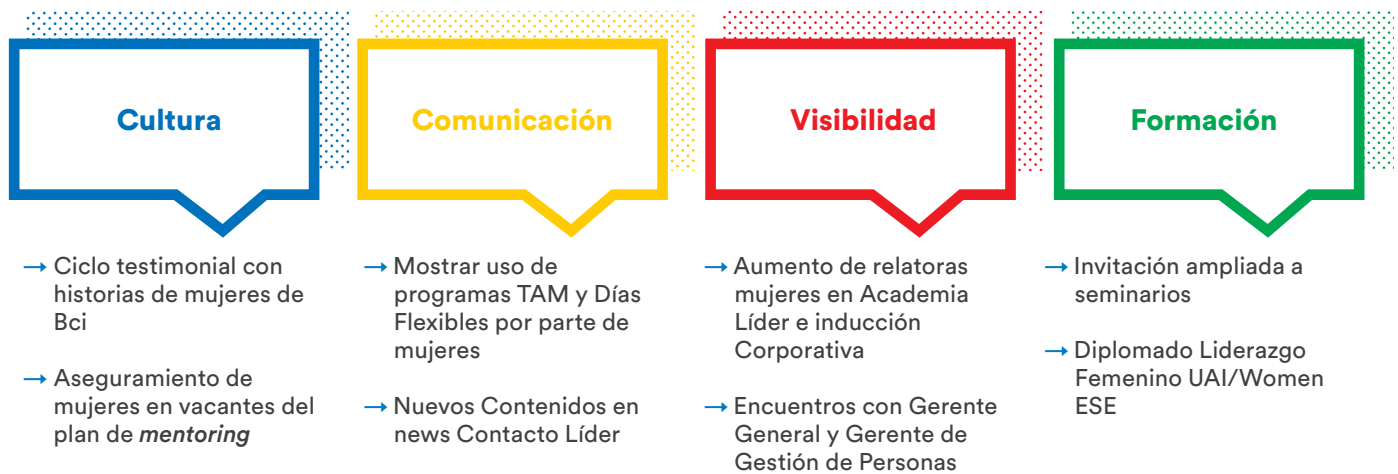 Cultura
→ Ciclo testimonial con
historias de mujeres de
Bci
→ Aseguramiento de
mujeres en vacantes del
plan de mentoring
Comunicación
→ Mostrar uso de
programas TAM y Días
Flexibles por parte de
mujeres
→ Nuevos Contenidos en
news Contacto Líder
Visibilidad
→ Aumento de relatoras
mujeres en Academia
Líder e inducción
Corporativa
→ Encuentros con Gerente
General y Gerente de
Gestión de Personas
Formación
→ Invitación ampliada a
seminarios
→ Diplomado Liderazgo
Femenino UAI/Women
ESE